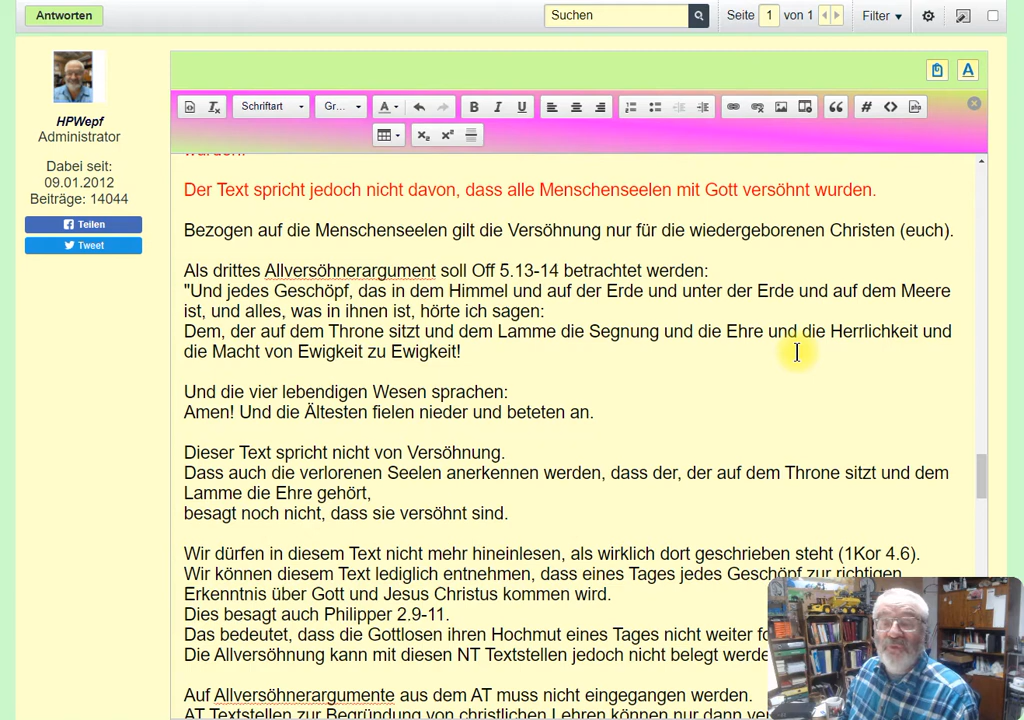 Antworten
Suchen
Seite 1 von 1
Filter
HPWepf
Administrator
Dabei seit:
09.01.2012
Beiträge: 14044
Teilen
Tweet
Schriftart
Gr...
Der Text spricht jedoch nicht davon, dass alle Menschenseelen mit Gott versöhnt wurden.
Bezogen auf die Menschenseelen gilt die Versöhnung nur für die wiedergeborenen Christen (euch).
Als drittes Allversöhnerargument soll Off 5.13-14 betrachtet werden:
"Und jedes Geschöpf, das in dem Himmel und auf der Erde und unter der Erde und auf dem Meere
ist, und alles, was in ihnen ist, hörte ich sagen:
Dem, der auf dem Throne sitzt und dem Lamme die Segnung und die Ehre und die Herrlichkeit und
die Macht von Ewigkeit zu Ewigkeit!
Und die vier lebendigen Wesen sprachen:
Amen! Und die Ältesten fielen nieder und beteten an.
Dieser Text spricht nicht von Versöhnung.
Dass auch die verlorenen Seelen anerkennen werden, dass der, der auf dem Throne sitzt und dem
Lamme die Ehre gehört,
besagt noch nicht, dass sie versöhnt sind.
Wir dürfen in diesem Text nicht mehr hineinlesen, als wirklich dort geschrieben steht (1Kor 4.6).
Wir können diesem Text lediglich entnehmen, dass eines Tages jedes Geschöpf zur richtigen
Erkenntnis über Gott und Jesus Christus kommen wird.
Dies besagt auch Philipper 2.9-11.
Das bedeutet, dass die Gottlosen ihren Hochmut eines Tages nicht weiter
Die Allversöhnung kann mit diesen NT Textstellen jedoch nicht belegt
Auf Allversöhnerargumente aus dem AT muss nicht eingegangen werden.
AT Textstellen zur Begründung von christlichen Lehren können nur dann